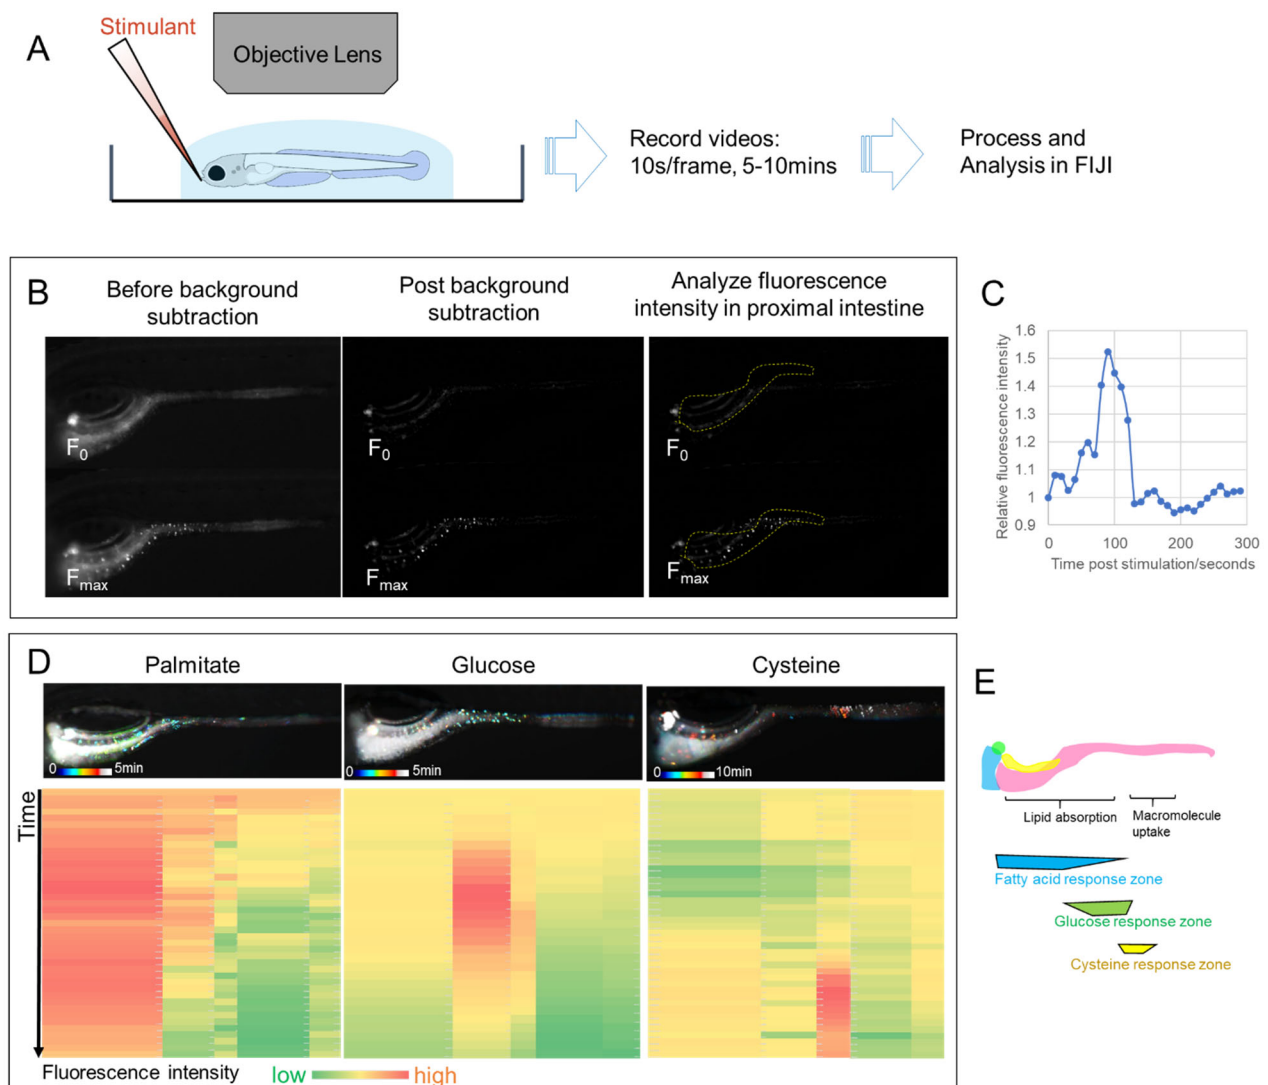 A
Stimulant
Objective Lens
Record videos:
10s/frame, 5-10mins
Process and
Analysis in FIJI
B
Before background
subtraction
Post background
subtraction
Analyze fluorescence
intensity in proximal intestine
F0
F0
F0
Fmax
Fmax
Fmax
C
Relative fluorescence intensity
1.6
1.5
1.4
1.3
1.2
1.1
1
0.9
0
100
200
300
Time post stimulation/seconds
D
Palmitate
Glucose
Cysteine
0
5min
0
5min
0
10min
Time
Fluorescence intensity
low
high
E
Lipid absorption
Macromolecule
uptake
Fatty acid response zone
Glucose response zone
Cysteine response zone